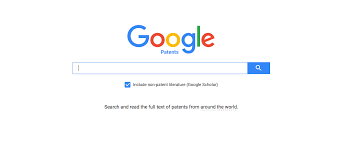 Google
Patents
Include non-patent literature (Google Scholar)
Search and read the full text of patents from around the world.